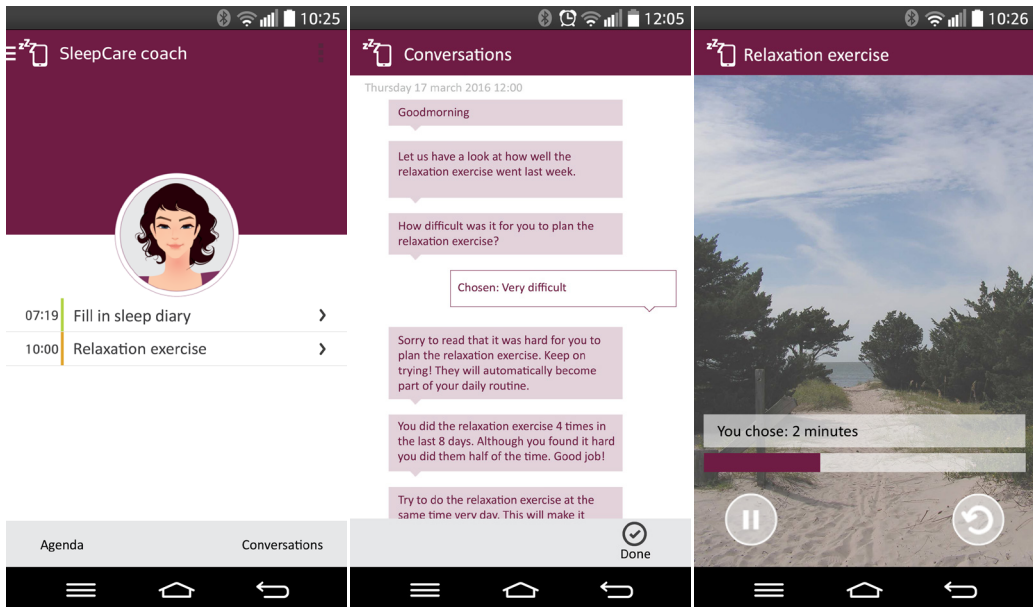 10:25
zzz
SleepCare coach
07:19 Fill in sleep diary
10:00 Relaxation exercise
Agenda Conversations
12:05
zzz
Conversations
Thursday 17 march 2016 12:00
Goodmorning
Let us have a look at how well the
relaxation exercise went last week.
How difficult was it for you to plan the
relaxation exercise?
Chosen: Very difficult
Sorry to read that it was hard for you to
plan the relaxation exercise. Keep on
trying! They will automatically become
part of your daily routine.
You did the relaxation exercise 4 times in
the last 8 days. Although you found it hard
you did them half of the time. Good job!
Try to do the relaxation exercise at the
same time very day. This will make it
Done
10:26
zzz
Relaxation exercise
You chose: 2 minutes